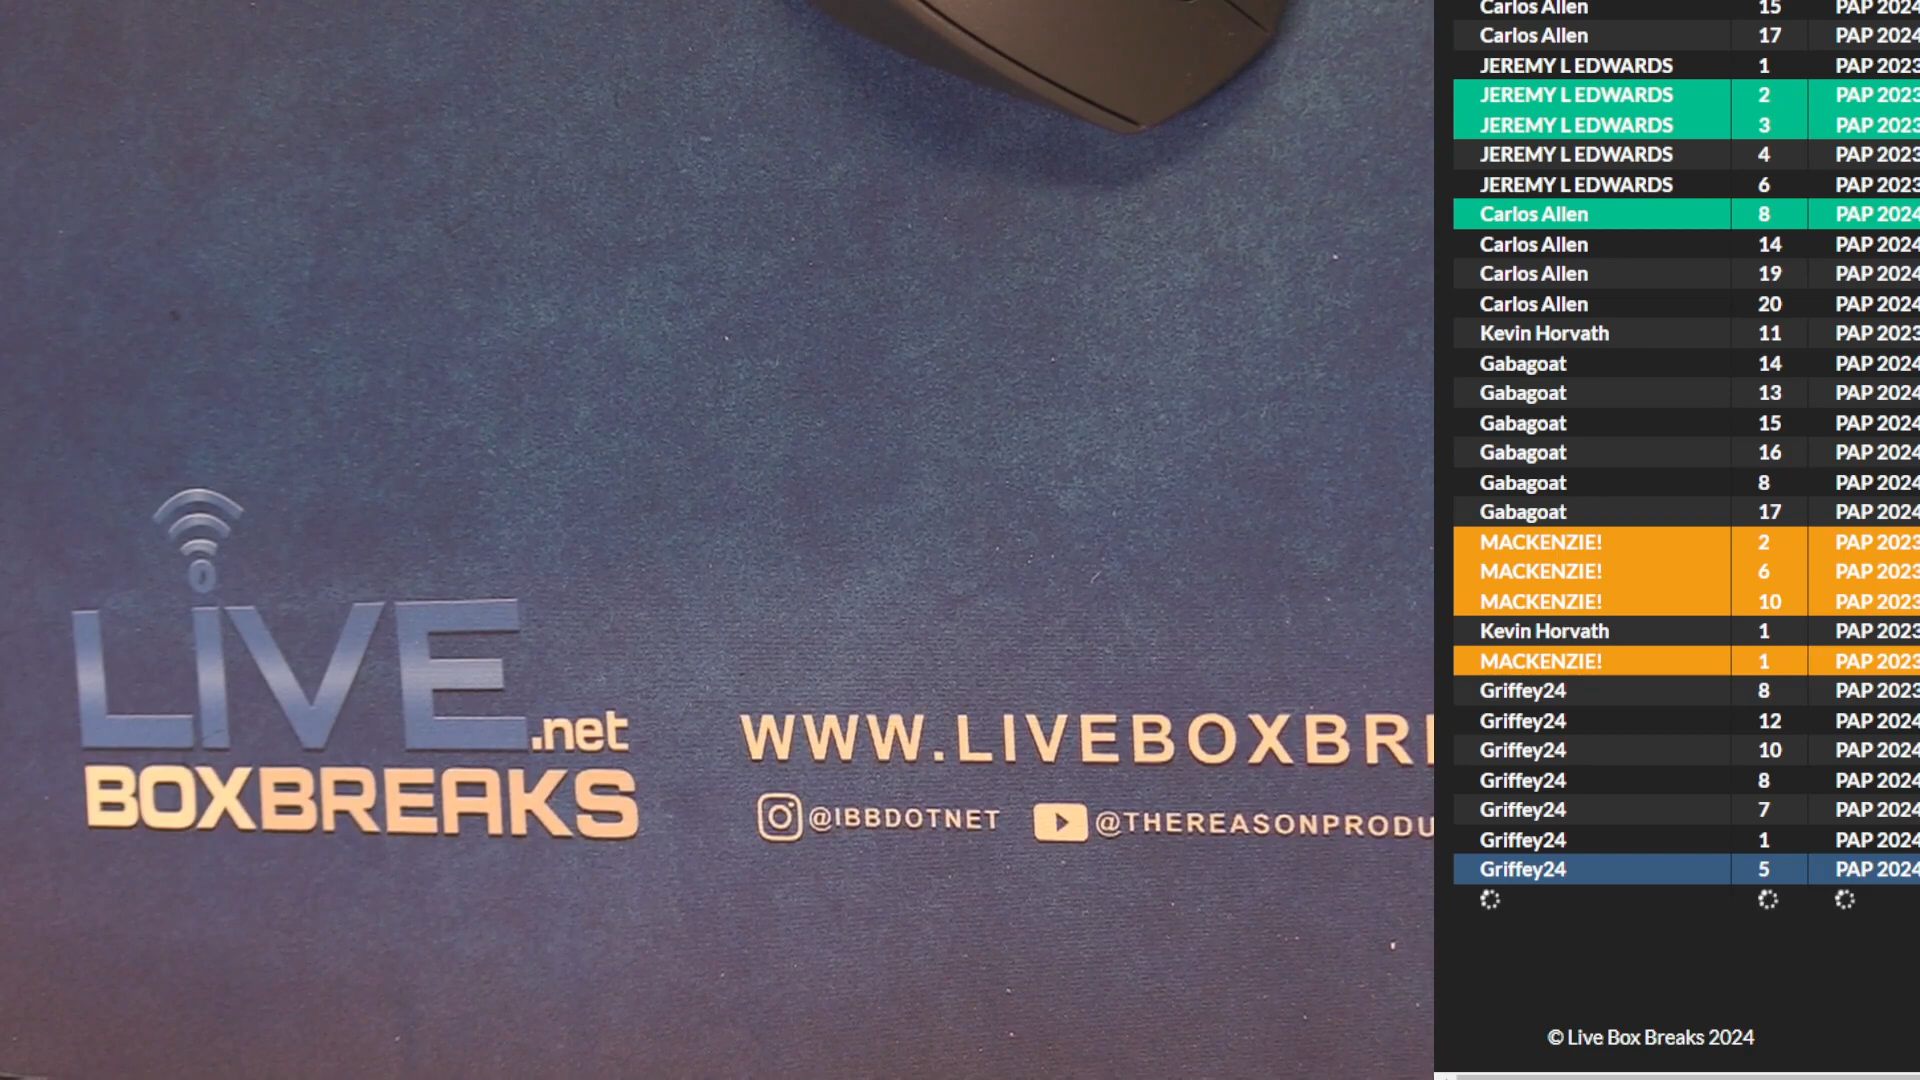 LIVE.net
BOXBREAKS
WWW.LIVEBOXBR
@IBBDOTNET @THEREASONPRODU
Carlos Allen 15 PAP 2024
Carlos Allen 17 PAP 2024
JEREMY L EDWARDS 1 PAP 2023
JEREMY L EDWARDS 2 PAP 2023
JEREMY L EDWARDS 3 PAP 2023
JEREMY L EDWARDS 4 PAP 2023
JEREMY L EDWARDS 6 PAP 2023
Carlos Allen 8 PAP 2024
Carlos Allen 14 PAP 2024
Carlos Allen 19 PAP 2024
Carlos Allen 20 PAP 2024
Kevin Horvath 11 PAP 2023
Gabagoat 14 PAP 2024
Gabagoat 13 PAP 2024
Gabagoat 15 PAP 2024
Gabagoat 16 PAP 2024
Gabagoat 8 PAP 2024
Gabagoat 17 PAP 2024
MACKENZIE! 2 PAP 2023
MACKENZIE! 6 PAP 2023
MACKENZIE! 10 PAP 2023
Kevin Horvath 1 PAP 2023
MACKENZIE! 1 PAP 2023
Griffey24 8 PAP 2023
Griffey24 12 PAP 2024
Griffey24 10 PAP 2024
Griffey24 8 PAP 2024
Griffey24 7 PAP 2024
Griffey24 1 PAP 2024
Griffey24 5 PAP 2024
© Live Box Breaks 2024